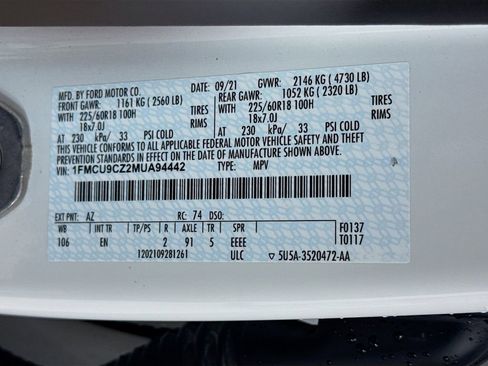 MFD. BY FORD MOTOR CO.
DATE: 09/21 GVWR: 2146 KG ( 4730 LB)
FRONT GAWR: 1161 KG ( 2560 LB) REAR GAWR: 1052 KG ( 2320 LB)
WITH 225/60R18 100H TIRES WITH 225/60R18 100H TIRES
18x7.0J RIMS 18x7.0J RIMS
AT 230 kPa/ 33 PSI COLD AT 230 kPa/ 33 PSI COLD
THIS VEHICLE CONFORMS TO ALL APPLICABLE FEDERAL MOTOR VEHICLE SAFETY AND THEFT
PREVENTION STANDARDS IN EFFECT ON THE DATE OF MANUFACTURE SHOWN ABOVE.
VIN: 1FMCU9CZ2MUA94442 TYPE: MPV
EXT PNT: AZ RC: 74 DSO:
WB INT TR TP/PS R AXLE TR SPR F0137
106 EN 2 91 5 EEEE T0117
1202109281261 ULC ▽ 5U5A-3520472-AA